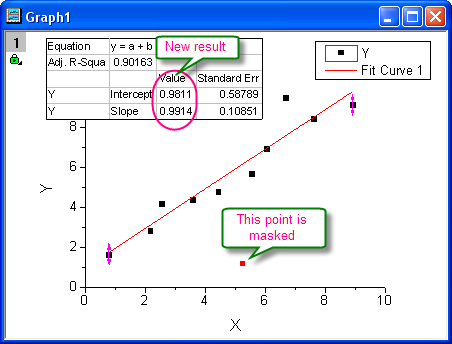 Graph1
1
Equation y = a + b
Adj. R-Squa 0.90163
Value Standard Err
Y Intercept 0.9811 0.58789
Y Slope 0.9914 0.10851
New result
Y
Fit Curve 1
8
6
4
2
0
Y
This point is
masked
0 2 4 6 8 10
X